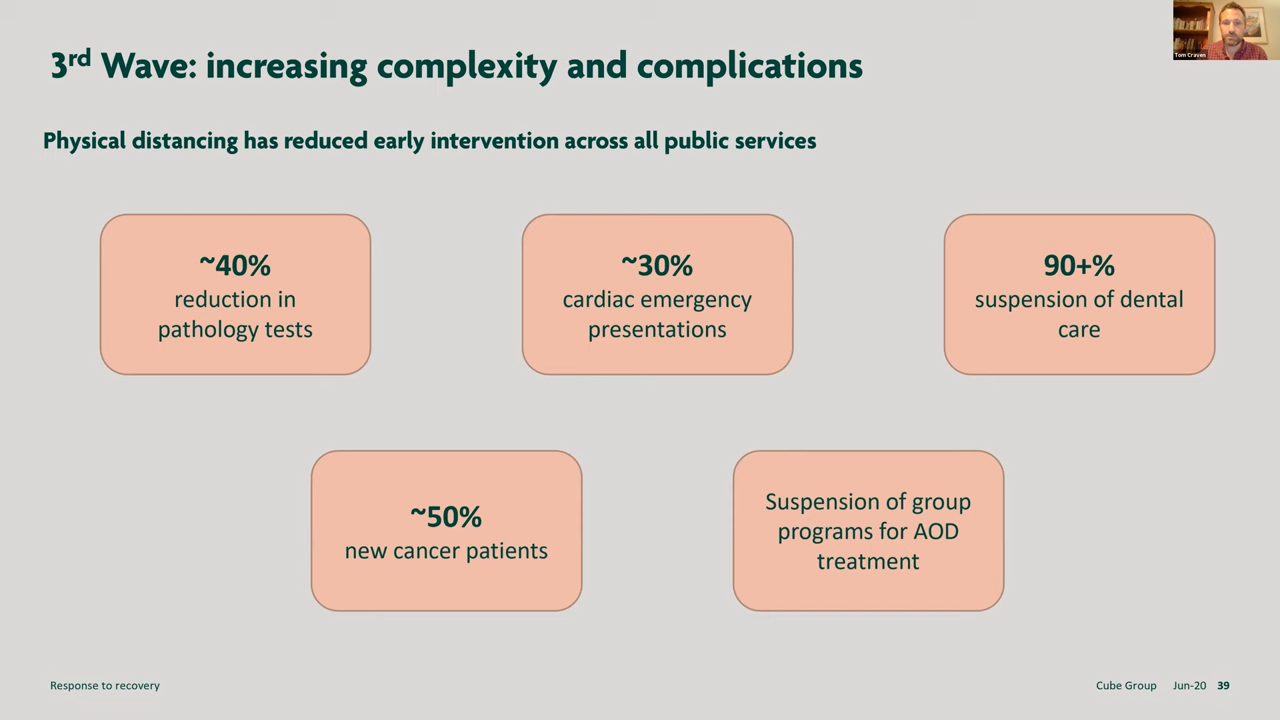 Tom Craven
3rd Wave: increasing complexity and complications
Physical distancing has reduced early intervention across all public services
~40%
reduction in
pathology tests
~30%
cardiac emergency
presentations
90+%
suspension of dental
care
~50%
new cancer patients
Suspension of group
programs for AOD
treatment
Response to recovery
Cube Group Jun-20 39